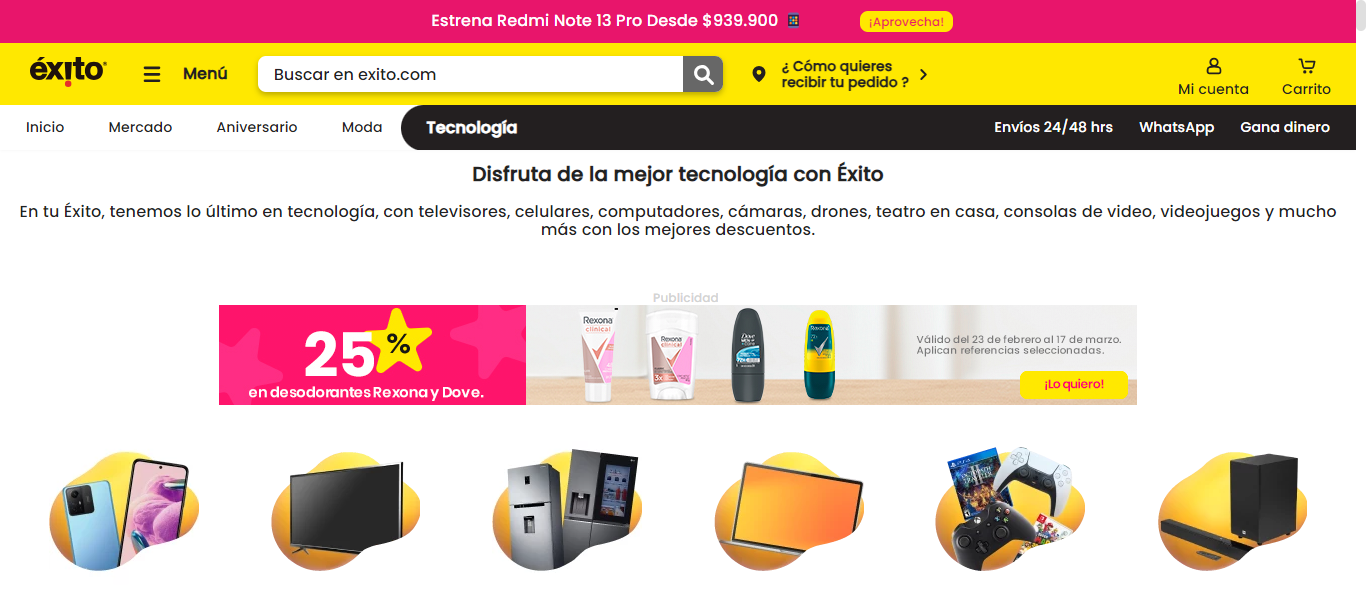 Estrena Redmi Note 13 Pro Desde $939.900
¡Aprovecha!
éxito
Menú
Buscar en exito.com
¿ Cómo quieres
recibir tu pedido ?
Mi cuenta
Carrito
Inicio
Mercado
Aniversario
Moda
Tecnología
Envíos 24/48 hrs
WhatsApp
Gana dinero
Disfruta de la mejor tecnología con Éxito
En tu Éxito, tenemos lo último en tecnología, con televisores, celulares, computadores, cámaras, drones, teatro en casa, consolas de video, videojuegos y mucho
más con los mejores descuentos.
Publicidad
25%
en desodorantes Rexona y Dove.
Rexona
clinical
Rexona
clinical
Dove
MEN+CARE
Rexona
Válido del 23 de febrero al 17 de marzo.
Aplican referencias seleccionadas.
¡Lo quiero!
PS4
OCTOPATH
TRAVELER